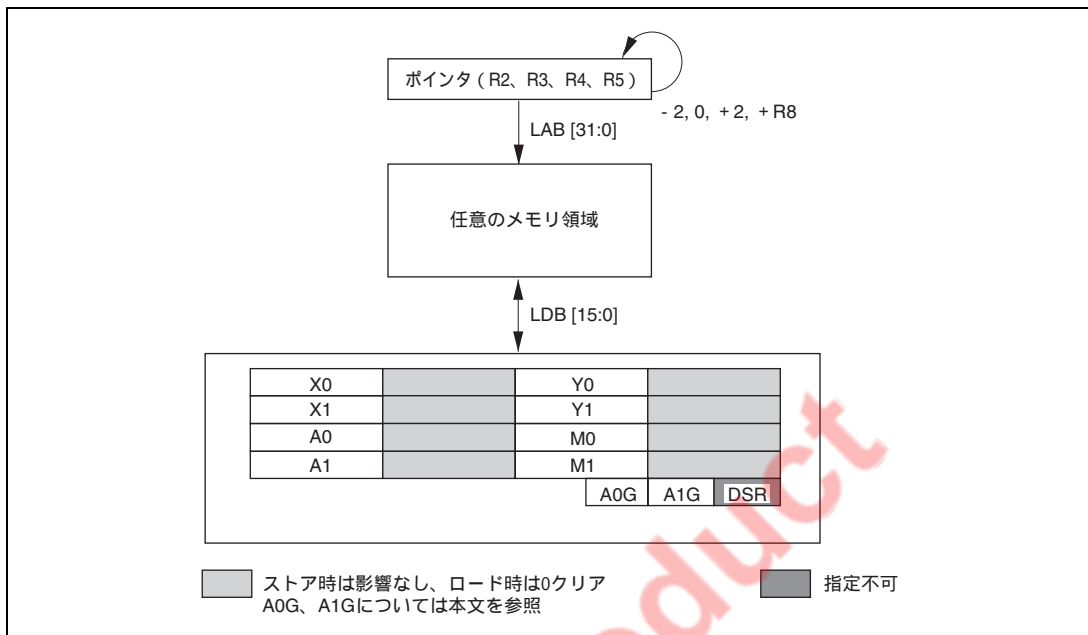 ポインタ ( R2、R3、R4、R5 )
- 2, 0, + 2, + R8
LAB [31:0]
任意のメモリ領域
LDB [15:0]
X0 Y0
X1 Y1
A0 M0
A1 M1
A0G A1G DSR
ストア時は影響なし、ロード時は0クリア
A0G、A1Gについては本文を参照
指定不可